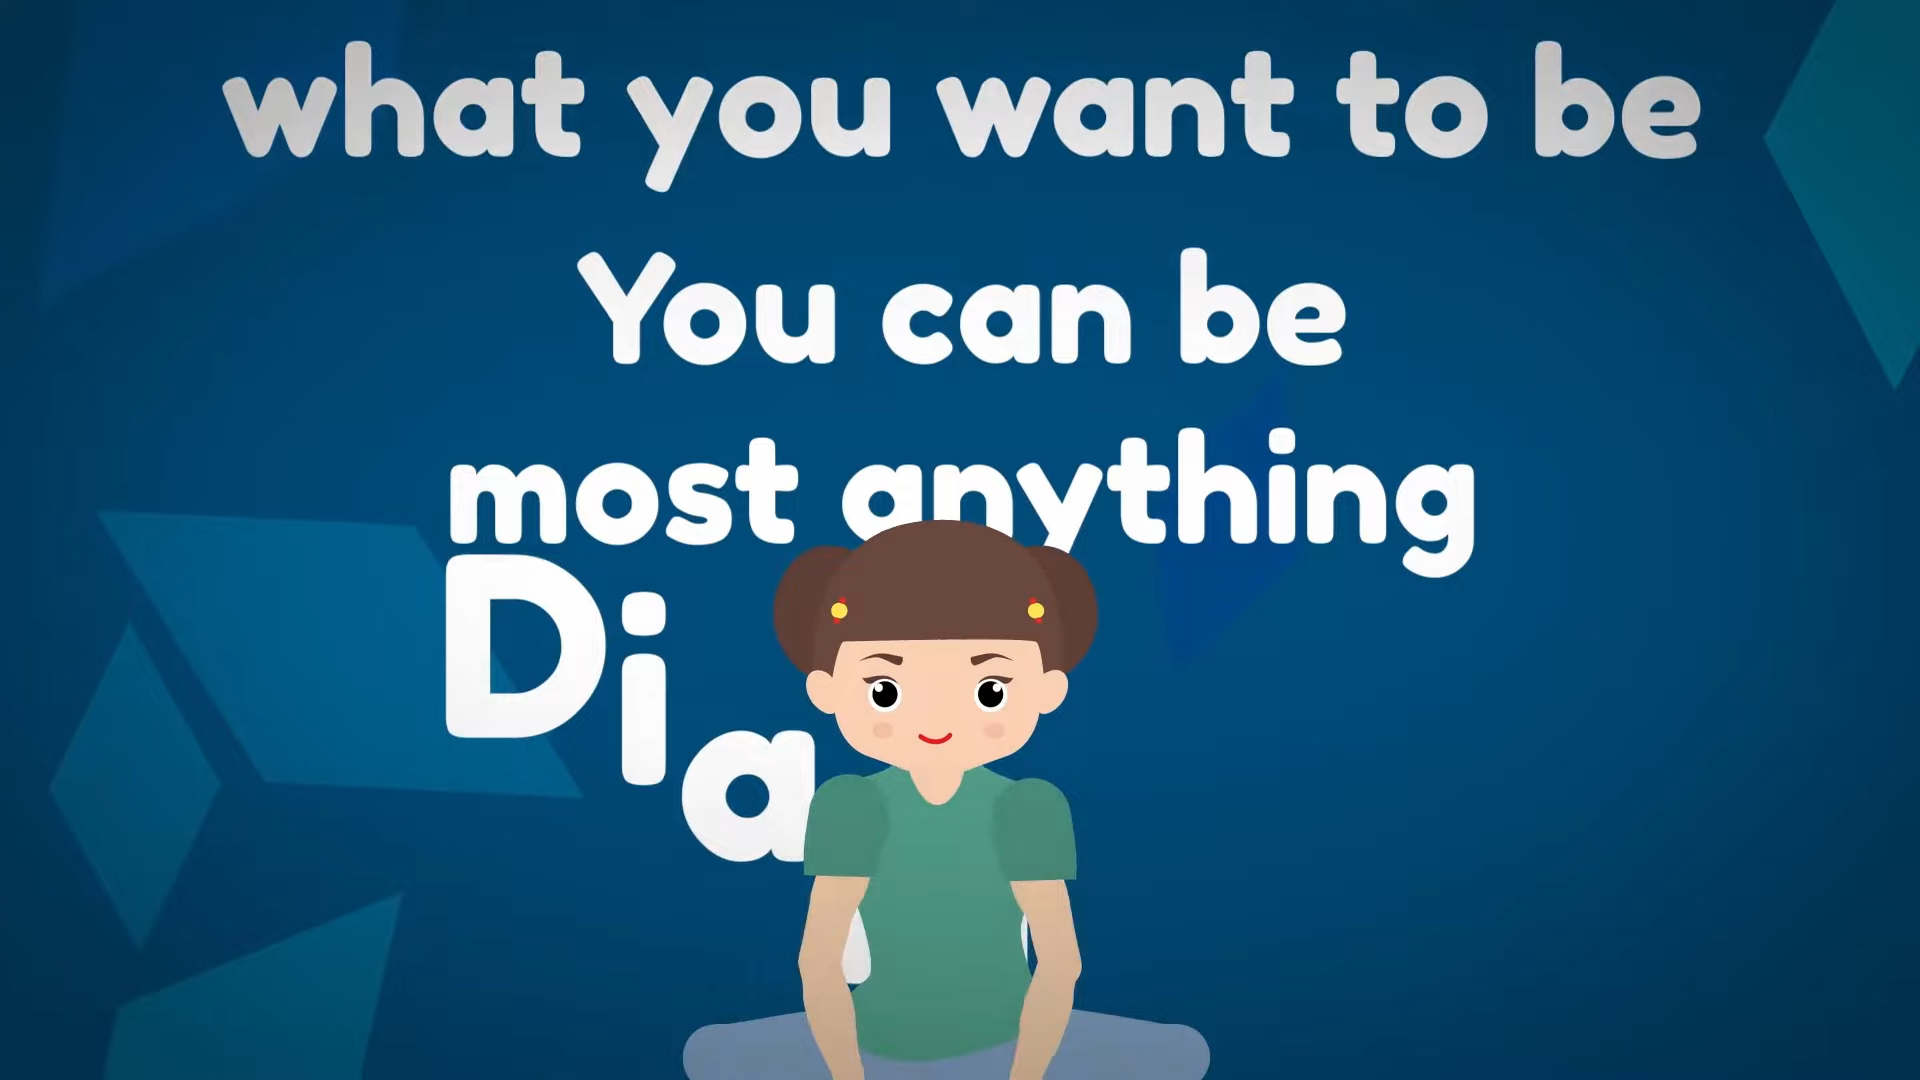 what you want to be
You can be
most anything
Dia